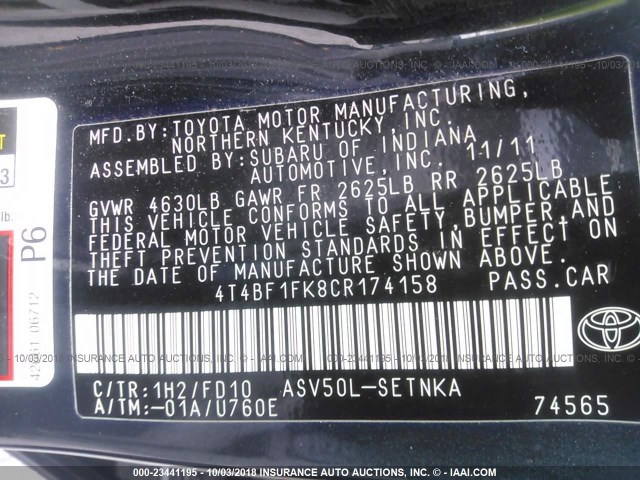 MFD.BY:TOYOTA MOTOR MANUFACTURING,
NORTHERN KENTUCKY,INC.
ASSEMBLED BY:SUBARU OF INDIANA
AUTOMOTIVE,INC. 11/11
GVWR 4630LB GAWR FR 2625LB RR 2625LB
THIS VEHICLE CONFORMS TO ALL APPLICABLE
FEDERAL MOTOR VEHICLE SAFETY,BUMPER,AND
THEFT PREVENTION STANDARDS IN EFFECT ON
THE DATE OF MANUFACTURE SHOWN ABOVE.
4T4BF1FK8CR174158 PASS.CAR
C/TR:1H2/FD10 ASV50L-SETNKA
A/TM:-01A/U760E 74565
3
lb.
P6
06712
000-23441195 - 10/03/2018 INSURANCE AUTO AUCTIONS INC. - IAAI.COM